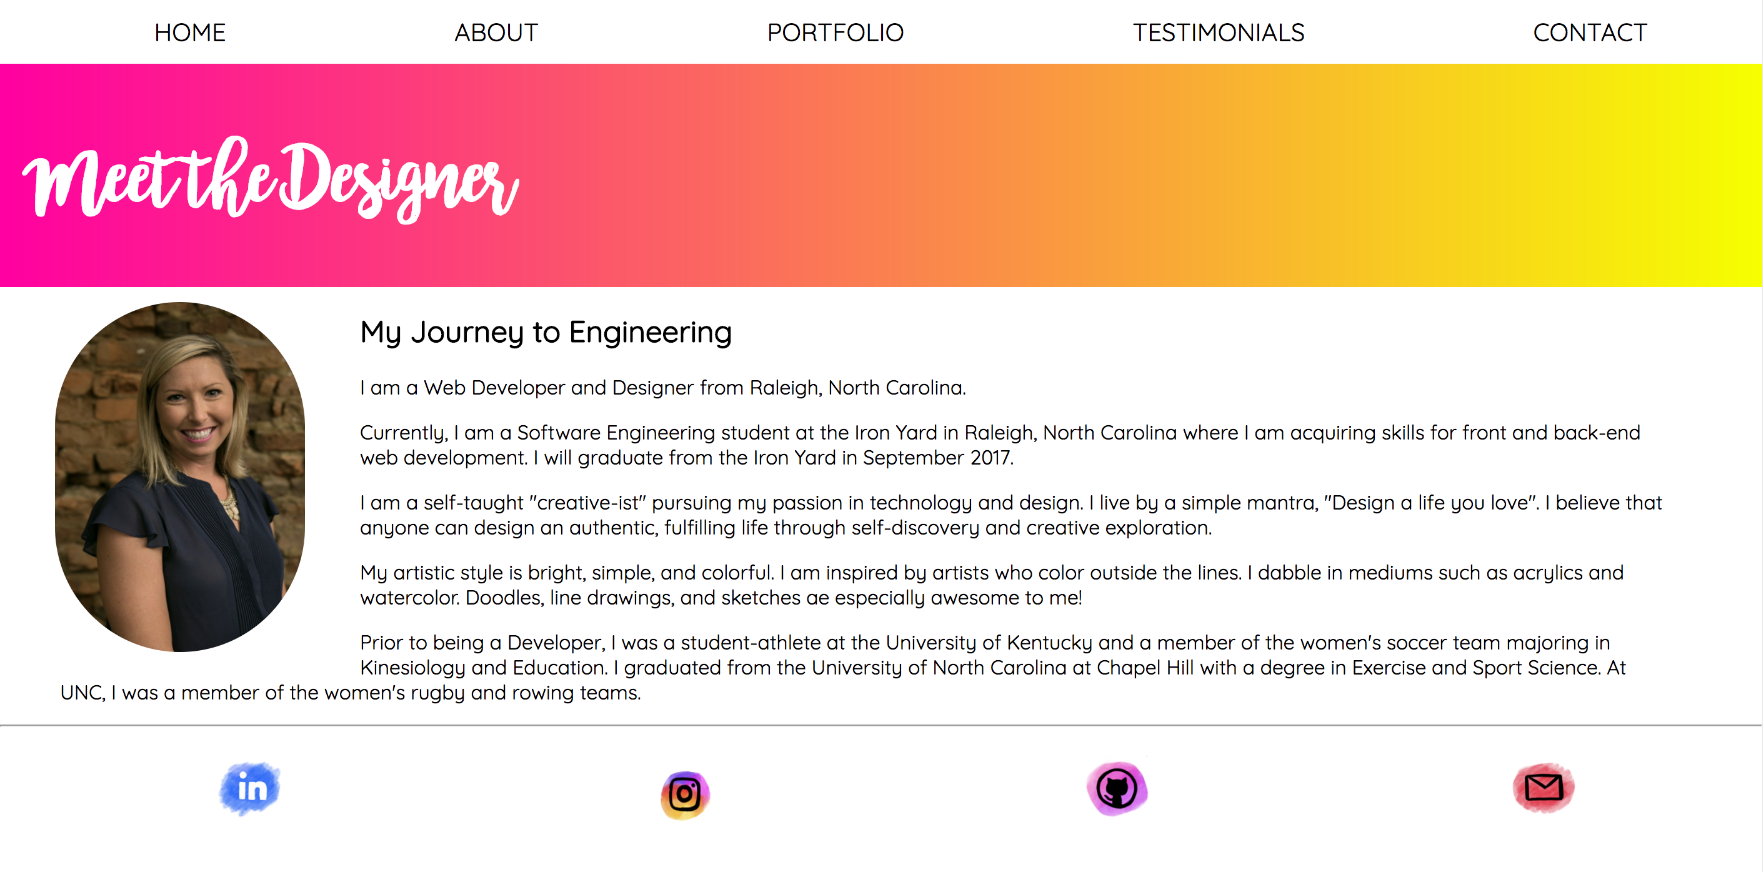 HOME ABOUT PORTFOLIO TESTIMONIALS CONTACT
Meet the Designer
My Journey to Engineering
I am a Web Developer and Designer from Raleigh, North Carolina.
Currently, I am a Software Engineering student at the Iron Yard in Raleigh, North Carolina where I am acquiring skills for front and back-end
web development. I will graduate from the Iron Yard in September 2017.
I am a self-taught "creative-ist" pursuing my passion in technology and design. I live by a simple mantra, "Design a life you love". I believe that
anyone can design an authentic, fulfilling life through self-discovery and creative exploration.
My artistic style is bright, simple, and colorful. I am inspired by artists who color outside the lines. I dabble in mediums such as acrylics and
watercolor. Doodles, line drawings, and sketches ae especially awesome to me!
Prior to being a Developer, I was a student-athlete at the University of Kentucky and a member of the women's soccer team majoring in
Kinesiology and Education. I graduated from the University of North Carolina at Chapel Hill with a degree in Exercise and Sport Science. At
UNC, I was a member of the women's rugby and rowing teams.
in